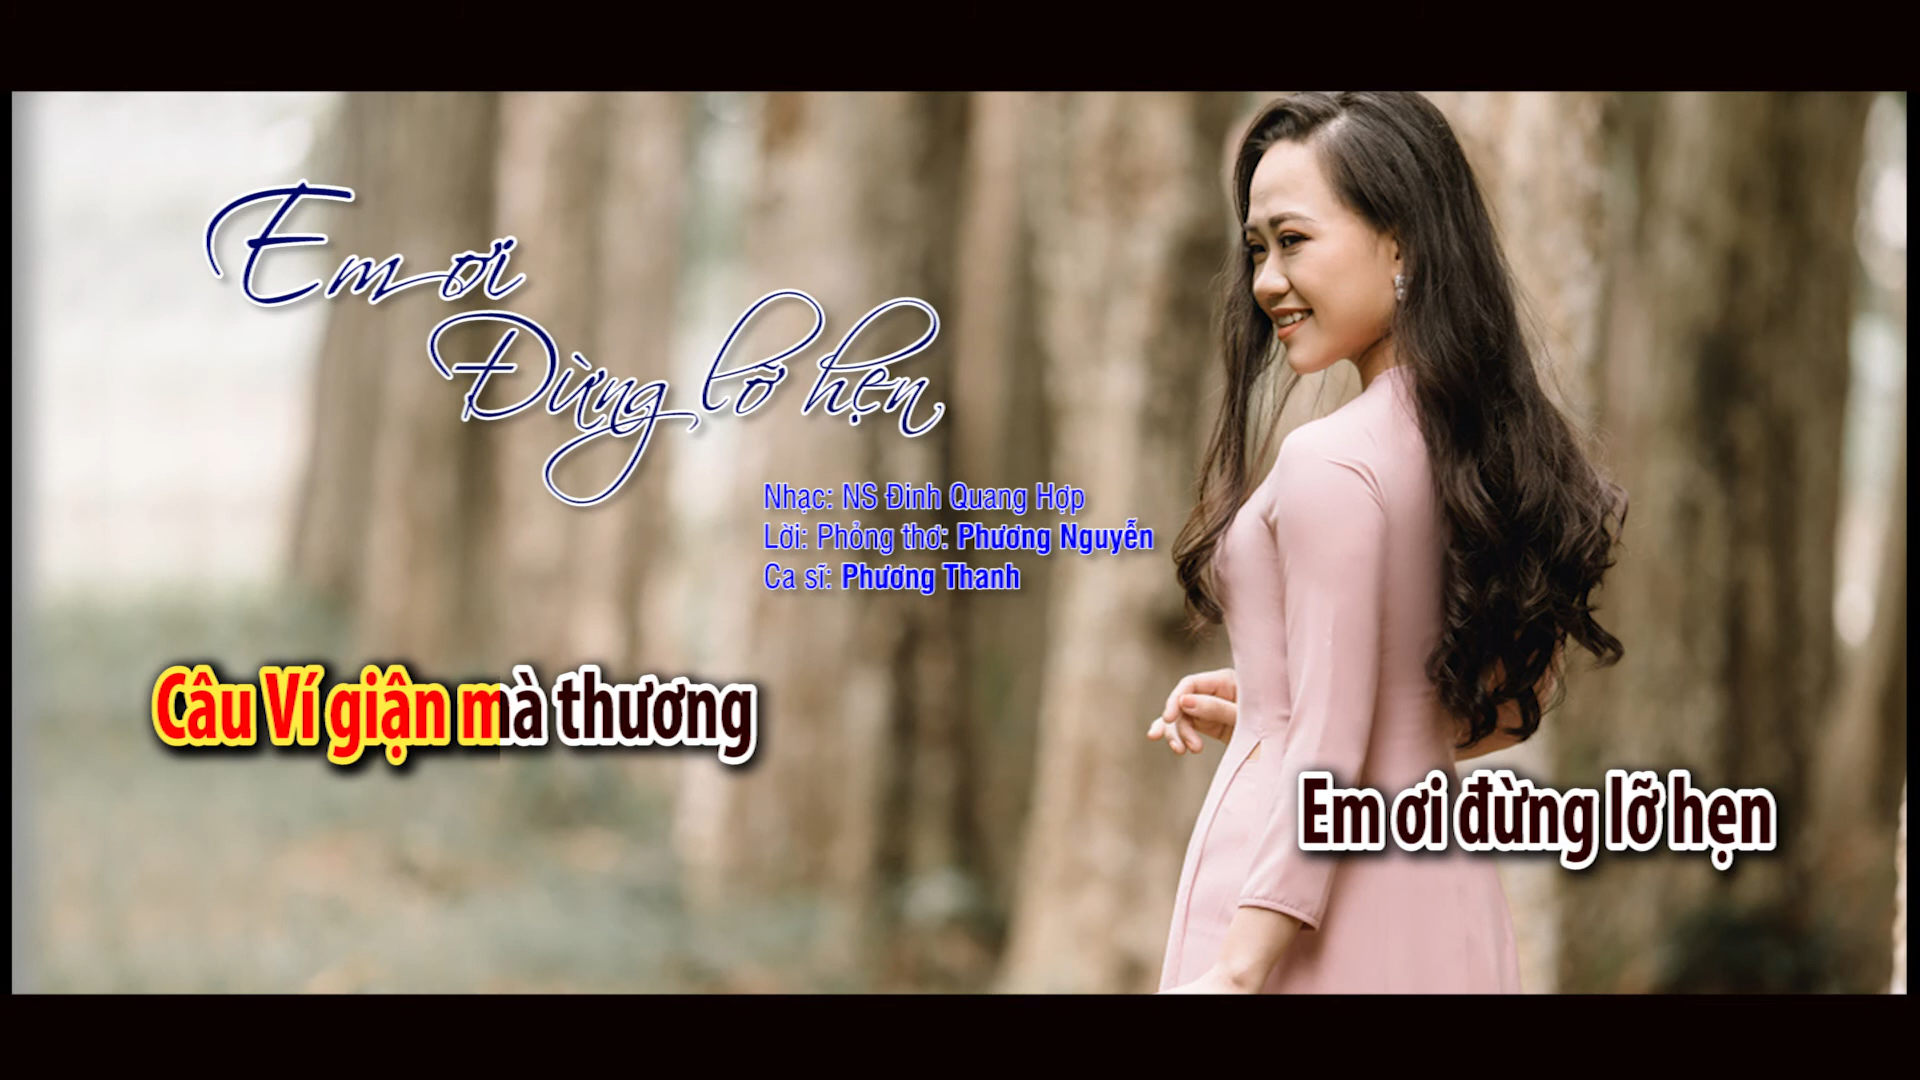 Em ơi
Đừng lỡ hẹn
Nhạc: NS Đinh Quang Hợp
Lời: Phỏng thơ: Phương Nguyễn
Ca sĩ: Phương Thanh
Câu Ví giận mà thương
Em ơi đừng lỡ hẹn